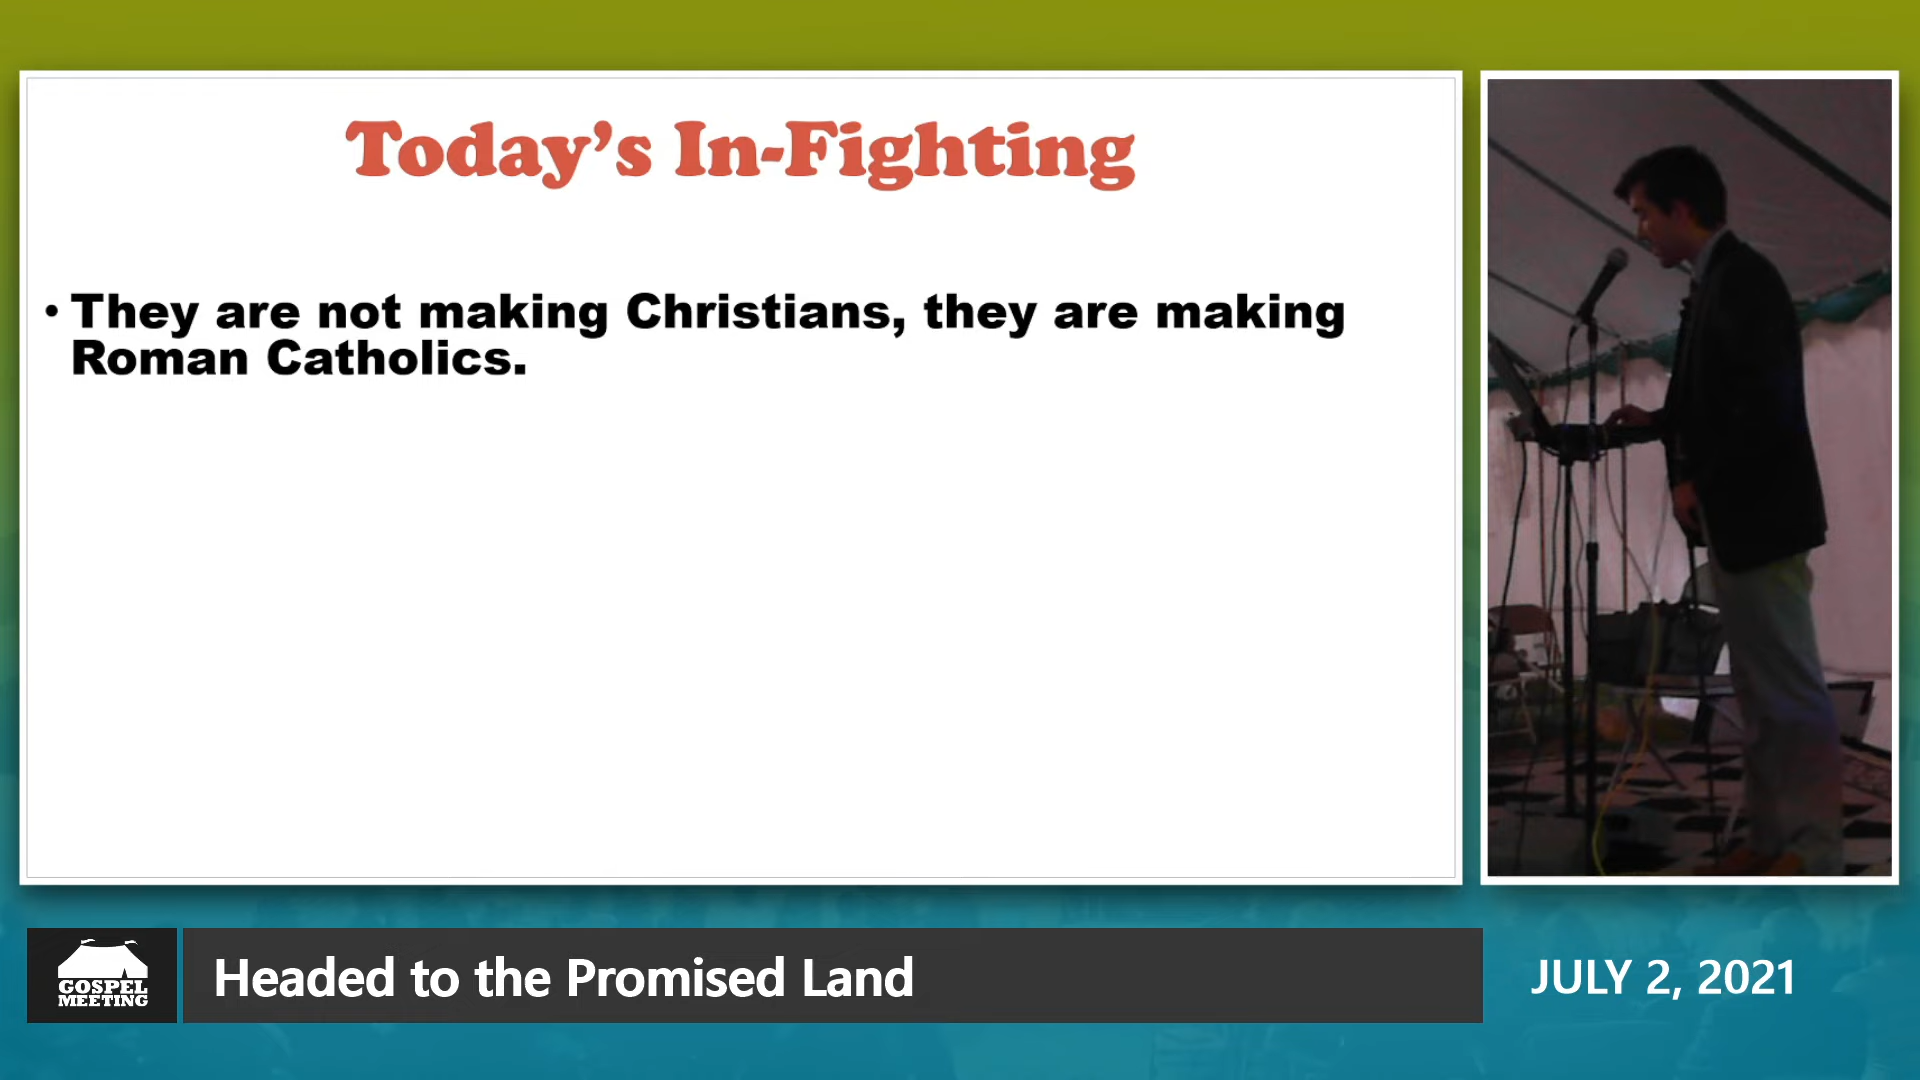 Today's In-Fighting
• They are not making Christians, they are making
Roman Catholics.
GOSPEL
MEETING
Headed to the Promised Land
JULY 2, 2021